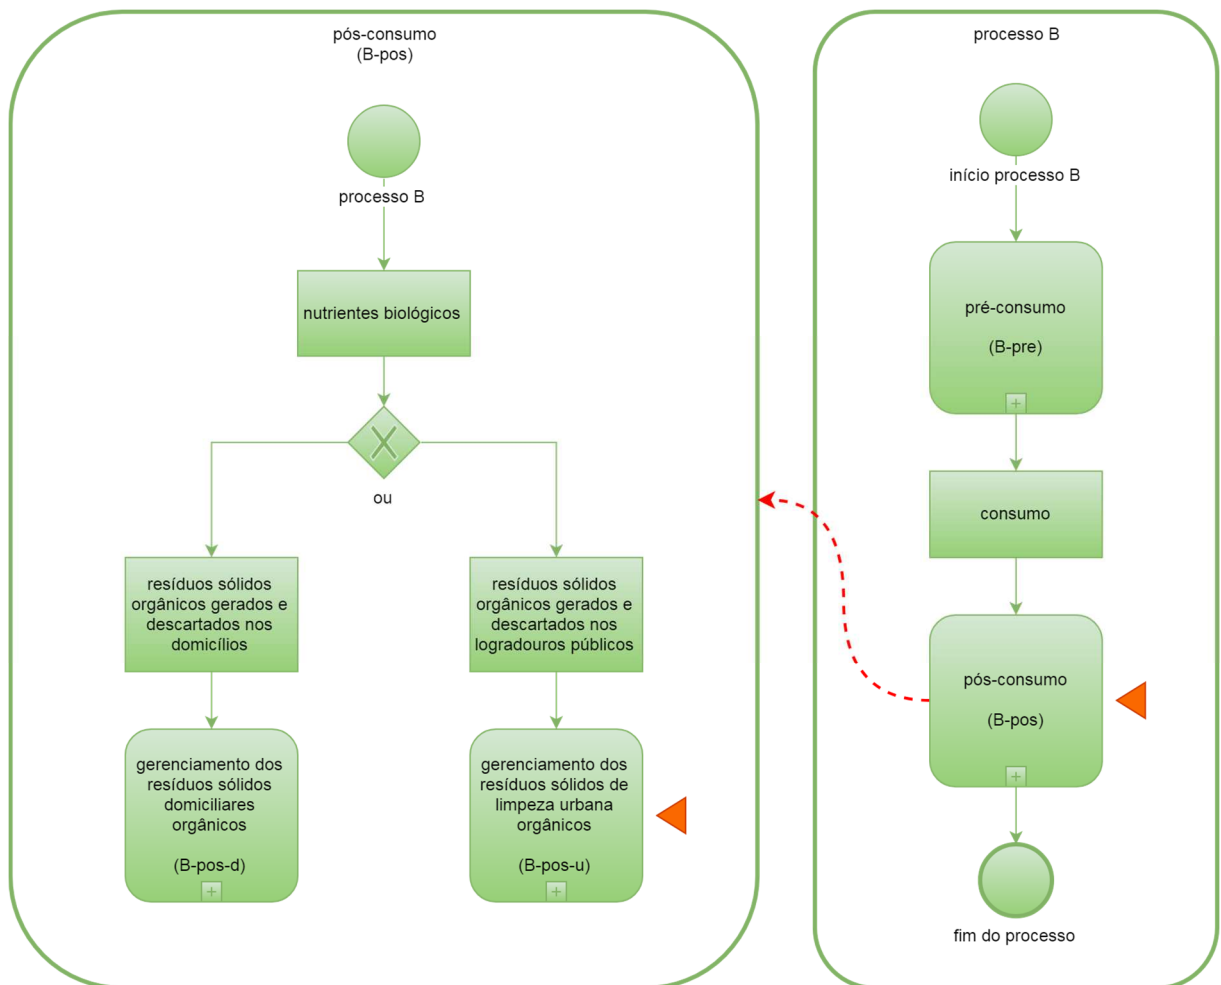 pós-consumo
(B-pos)
processo B
nutrientes biológicos
ou
resíduos sólidos
orgânicos gerados e
descartados nos
domicílios
resíduos sólidos
orgânicos gerados e
descartados nos
logradouros públicos
gerenciamento dos
resíduos sólidos
domiciliares
orgânicos
(B-pos-d)
gerenciamento dos
resíduos sólidos de
limpeza urbana
orgânicos
(B-pos-u)
processo B
início processo B
pré-consumo
(B-pre)
consumo
pós-consumo
(B-pos)
fim do processo